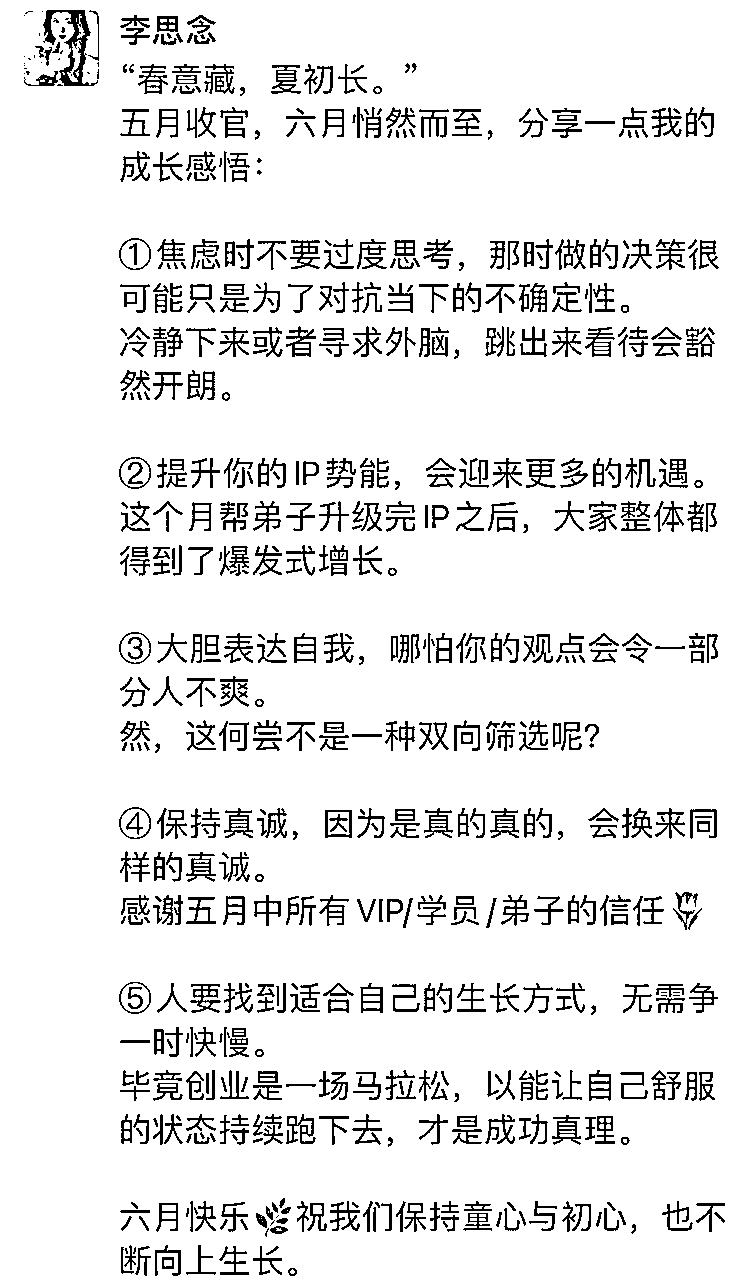 李思念
“春意藏，夏初长。”
五月收官，六月悄然而至，分享一点我的
成长感悟：
①焦虑时不要过度思考，那时做的决策很
可能只是为了对抗当下的不确定性。
冷静下来或者寻求外脑，跳出来看待会豁
然开朗。
②提升你的IP势能，会迎来更多的机遇。
这个月帮弟子升级完IP之后，大家整体都
得到了爆发式增长。
③大胆表达自我，哪怕你的观点会令一部
分人不爽。
然，这何尝不是一种双向筛选呢？
④保持真诚，因为是真的真的，会换来同
样的真诚。
感谢五月中所有VIP/学员/弟子的信任🌷
⑤人要找到适合自己的生长方式，无需争
一时快慢。
毕竟创业是一场马拉松，以能让自己舒服
的状态持续跑下去，才是成功真理。
六月快乐🌿祝我们保持童心与初心，也不
断向上生长。